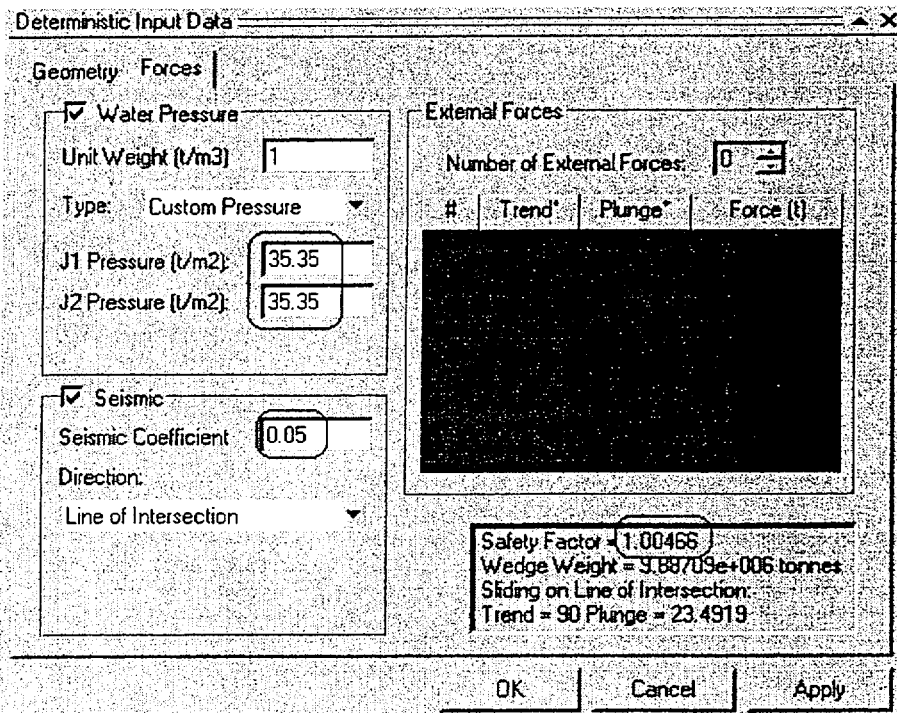 Deterministic Input Data
Geometry Forces
Water Pressure
Unit Weight (t/m3) 1
Type: Custom Pressure
J1 Pressure (t/m2): 35.35
J2 Pressure (t/m2): 35.35
Seismic
Seismic Coefficient 0.05
Direction:
Line of Intersection
External Forces
Number of External Forces: 0
# Trend° Plunge° Force (t)
Safety Factor = 1.00466
Wedge Weight = 9.88709e+006 tonnes
Sliding on Line of Intersection:
Trend = 90 Plunge = 23.4919
OK Cancel Apply